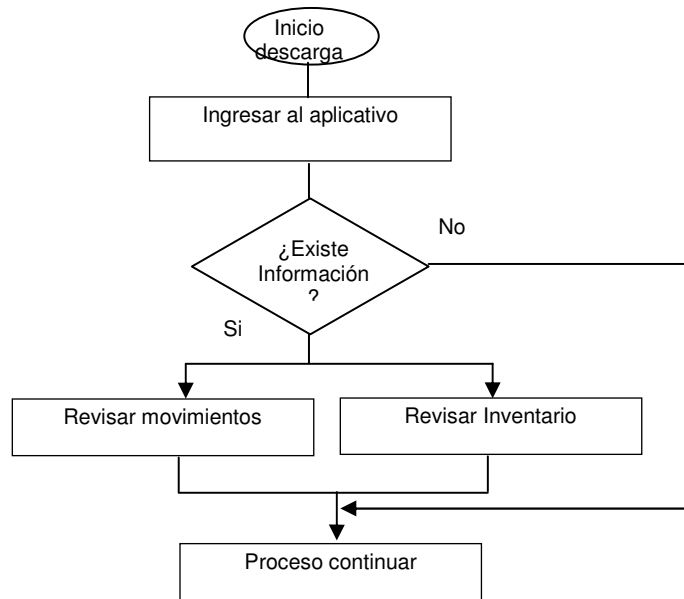 Inicio
descarga
Ingresar al aplicativo
No
¿Existe
Información
?
Si
Revisar movimientos
Revisar Inventario
Proceso continuar